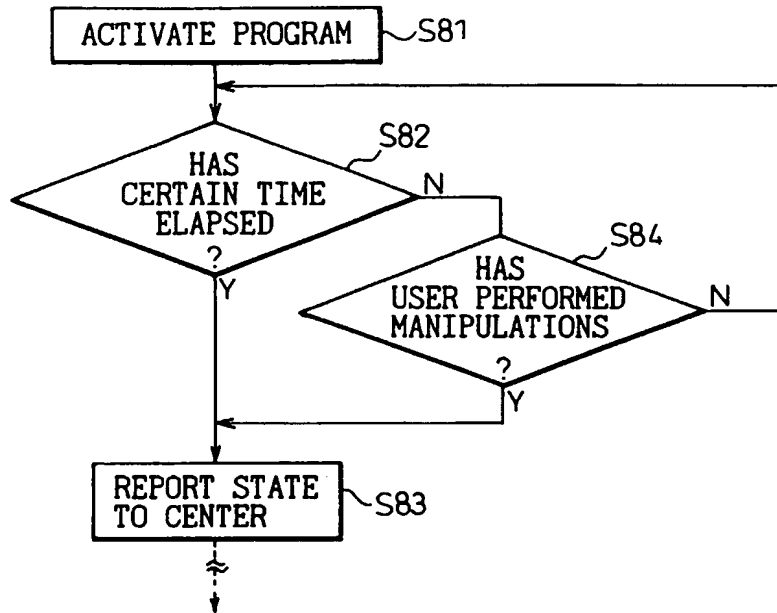 ACTIVATE PROGRAM
S81
S82
HAS
CERTAIN TIME
ELAPSED
?
N
Y
S84
HAS
USER PERFORMED
MANIPULATIONS
?
N
Y
REPORT STATE
TO CENTER
S83